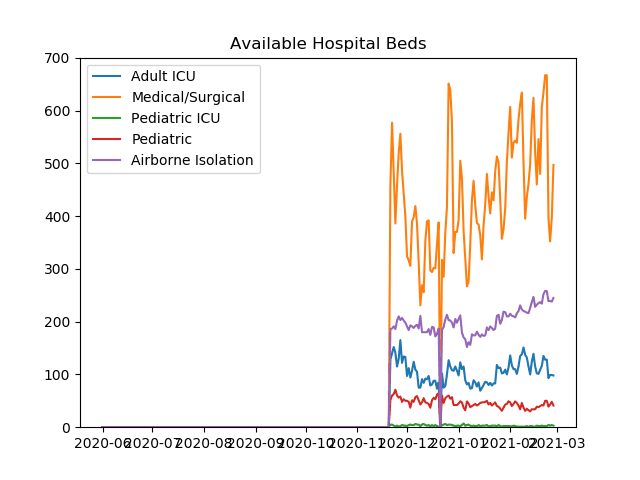 Available Hospital Beds
700
600
500
400
300
200
100
0
Adult ICU
Medical/Surgical
Pediatric ICU
Pediatric
Airborne Isolation
2020-06 2020-07 2020-08 2020-09 2020-10 2020-11 2020-12 2021-01 2021-02 2021-03